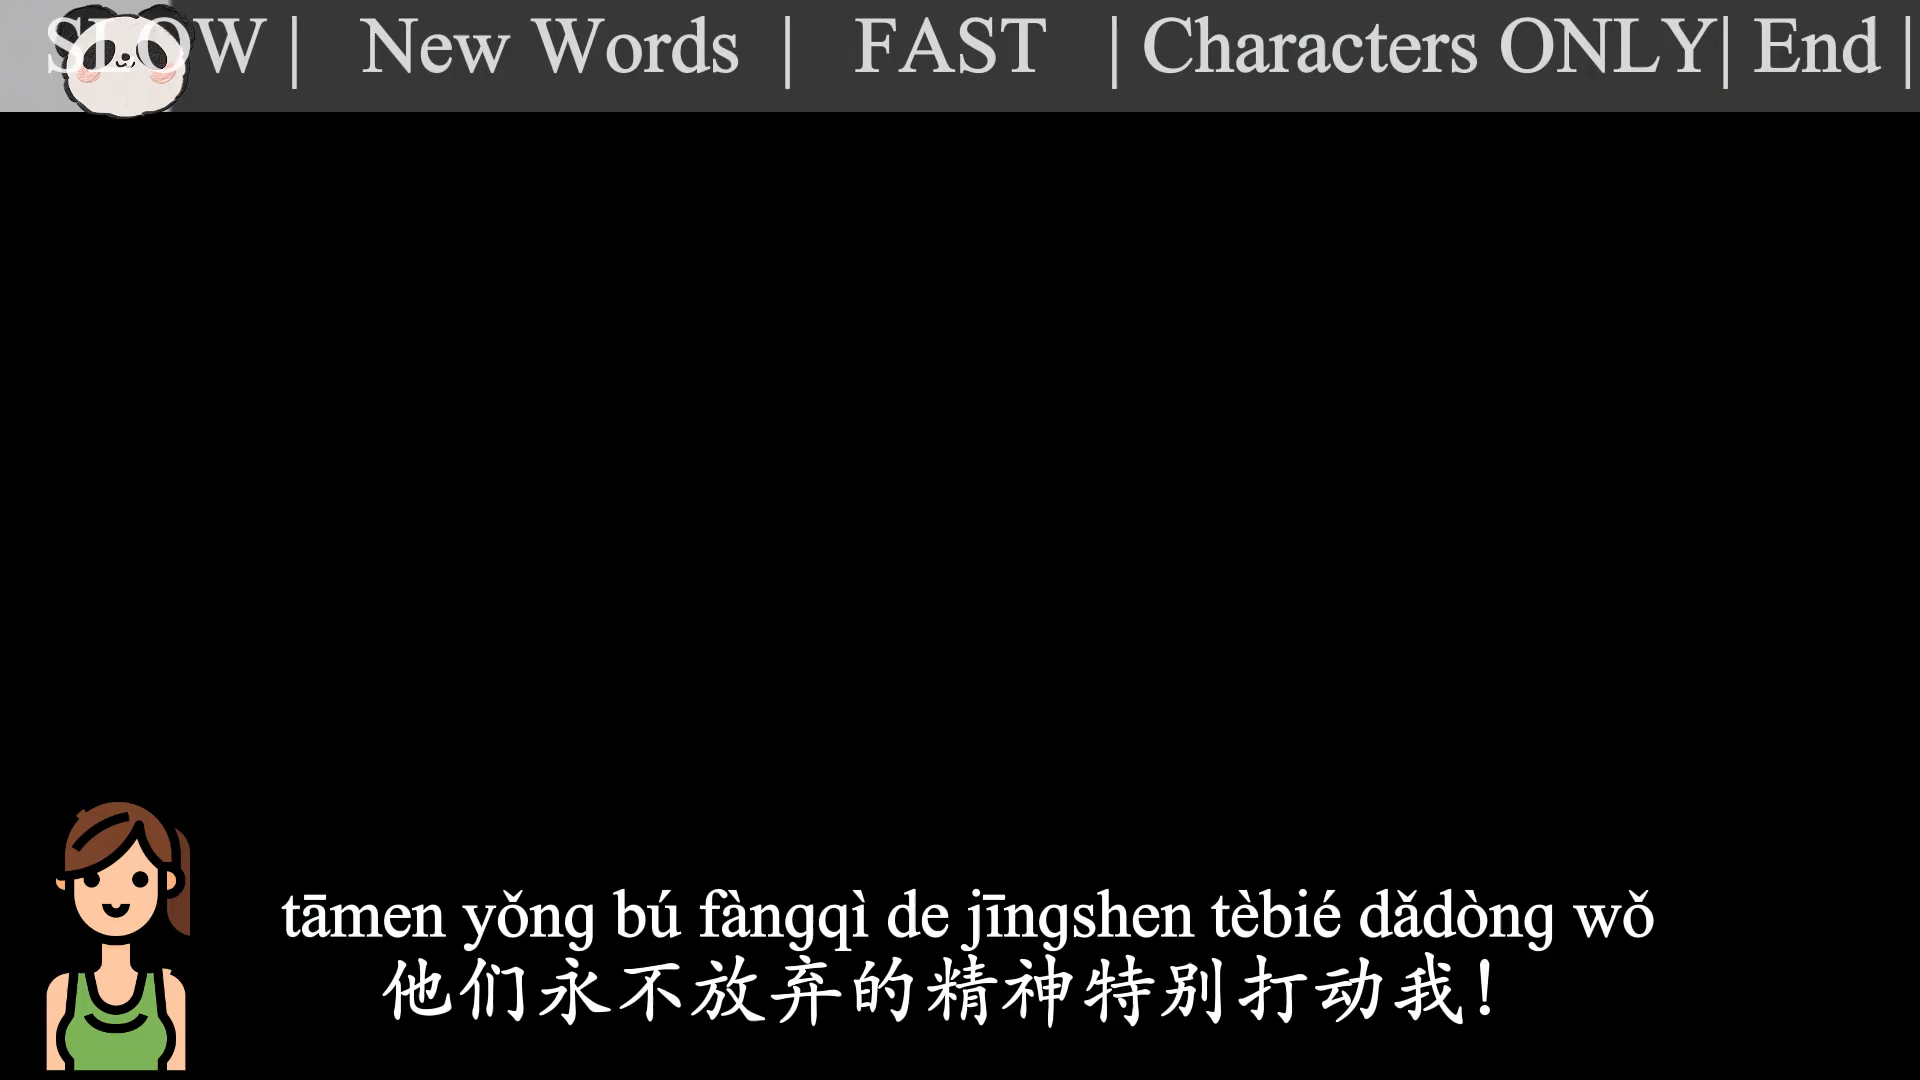 SLOW | New Words | FAST | Characters ONLY| End |
tāmen yǒng bú fàngqì de jīngshen tèbié dǎdòng wǒ
他们永不放弃的精神特别打动我!